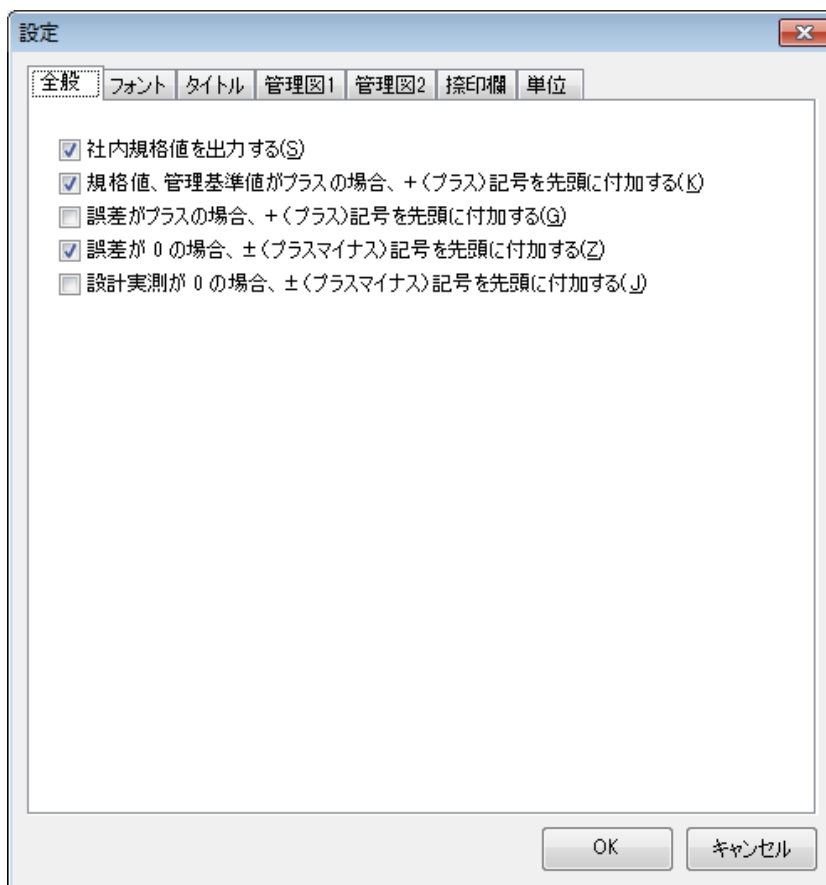 設定
全般 フォント タイトル 管理図1 管理図2 捺印欄 単位
社内規格値を出力する(S)
規格値、管理基準値がプラスの場合、+(プラス)記号を先頭に付加する(K)
誤差がプラスの場合、+(プラス)記号を先頭に付加する(G)
誤差が 0 の場合、±(プラスマイナス)記号を先頭に付加する(Z)
設計実測が 0 の場合、±(プラスマイナス)記号を先頭に付加する(J)
OK キャンセル